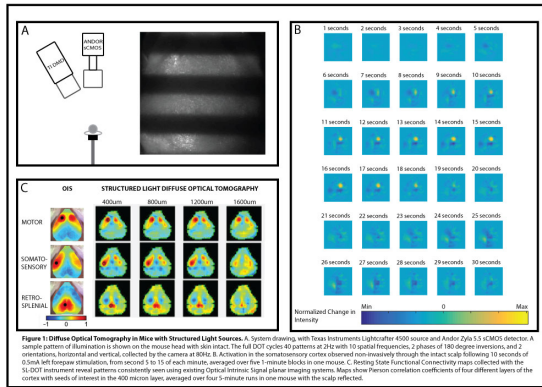 A
ANDOR
sCMOS
TI DMD
B
1 seconds 2 seconds 3 seconds 4 seconds 5 seconds
6 seconds 7 seconds 8 seconds 9 seconds 10 seconds
11 seconds 12 seconds 13 seconds 14 seconds 15 seconds
16 seconds 17 seconds 18 seconds 19 seconds 20 seconds
21 seconds 22 seconds 23 seconds 24 seconds 25 seconds
26 seconds 27 seconds 28 seconds 29 seconds 30 seconds
Normalized Change in
Intensity
Min 0 Max
C
OIS STRUCTURED LIGHT DIFFUSE OPTICAL TOMOGRAPHY
400um 800um 1200um 1600um
MOTOR
SOMATO-
SENSORY
RETRO-
SPLENIAL
-1 0 1
Figure 1: Diffuse Optical Tomography in Mice with Structured Light Sources. A. System drawing, with Texas Instruments Lightcrafter 4500 source and Andor Zyla 5.5 sCMOS detector. A
sample pattern of illumination is shown on the mouse head with skin intact. The full DOT cycles 40 patterns at 2Hz with 10 spatial frequencies, 2 phases of 180 degree inversions, and 2
orientations, horizontal and vertical, collected by the camera at 80Hz. B. Activation in the somatosensory cortex observed non-invasively through the intact scalp following 10 seconds of
0.5mA left forepaw stimulation, from second 5 to 15 of each minute, averaged over five 1-minute blocks in one mouse. C. Resting State Functional Connectivity maps collected with the
SL-DOT instrument reveal patterns consistently seen using existing Optical Intrinsic Signal planar imaging systems. Maps show Pierson correlation coefficients of four different layers of the
cortex with seeds of interest in the 400 micron layer, averaged over four 5-minute runs in one mouse with the scalp reflected.